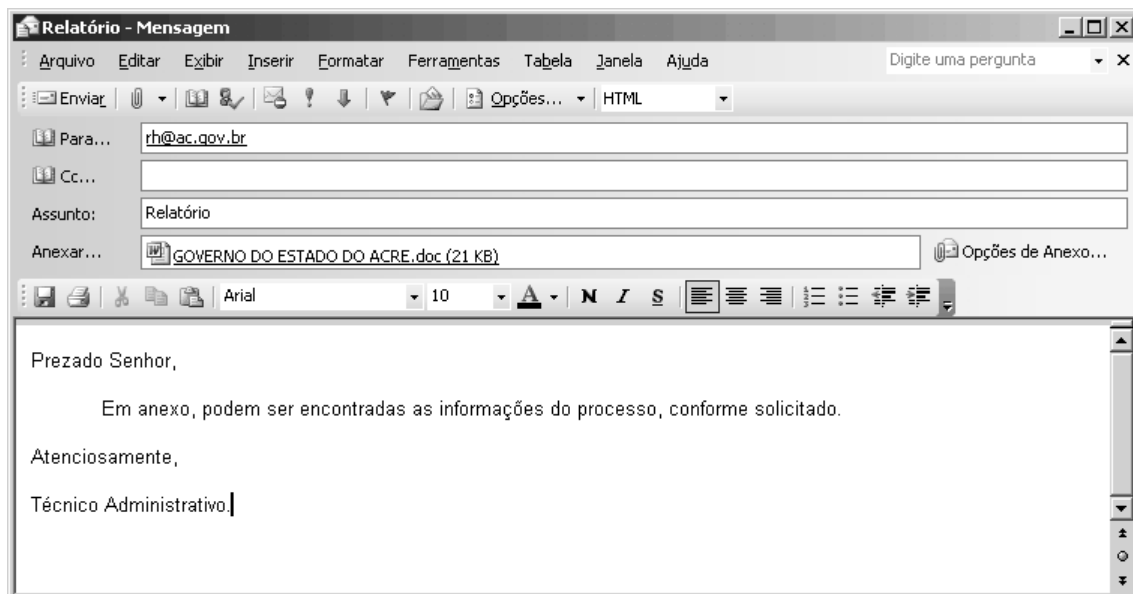 Relatório - Mensagem
Arquivo Editar Exibir Inserir Formatar Ferramentas Tabela Janela Ajuda Digite uma pergunta
Enviar Opções... HTML
Para... rh@ac.gov.br
Cc...
Assunto: Relatório
Anexar... GOVERNO DO ESTADO DO ACRE.doc (21 KB) Opções de Anexo...
Arial 10 A N I S
Prezado Senhor,
Em anexo, podem ser encontradas as informações do processo, conforme solicitado.
Atenciosamente,
Técnico Administrativo.